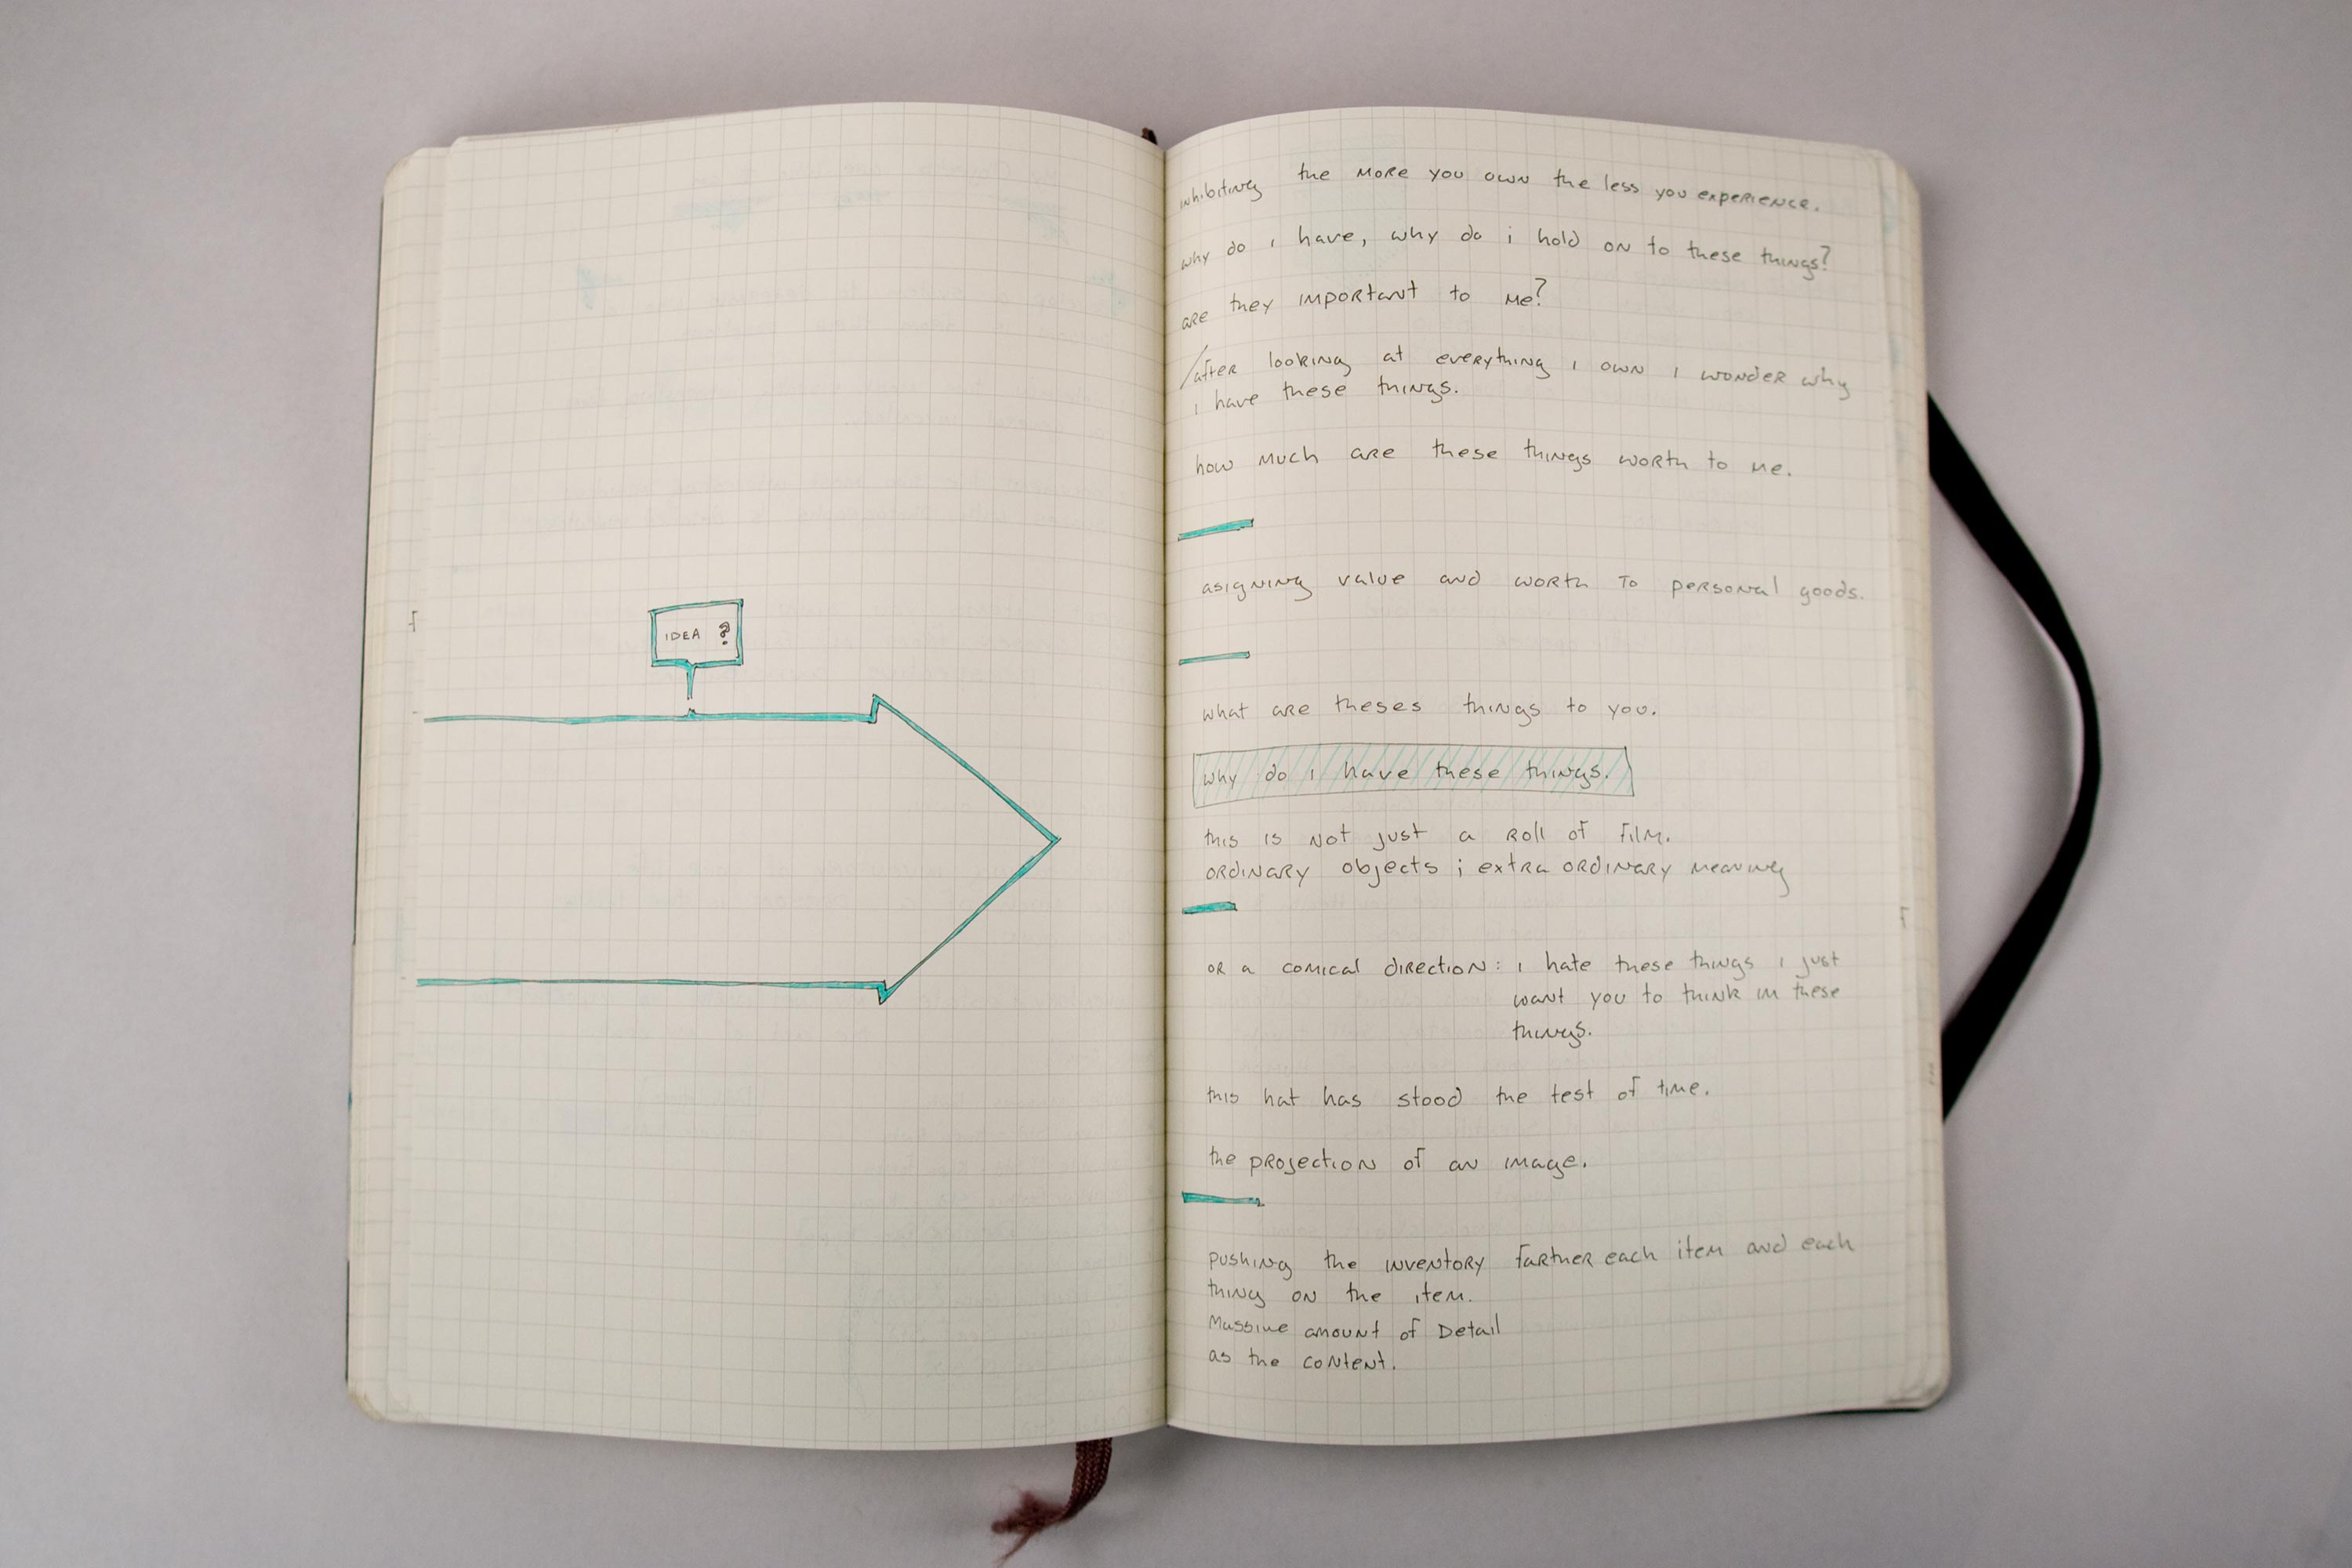 IDEA ?
inhibiting the more you own the less you experience.
why do i have, why do i hold on to these things?
are they important to me?
/after looking at everything i own i wonder why
i have these things.
how much are these things worth to me.
asigning value and worth to personal goods.
what are theses things to you.
why do i have these things.
this is not just a roll of film.
ordinary objects ; extra ordinary meaning
or a comical direction: i hate these things i just
want you to think in these
things.
this hat has stood the test of time.
the projection of an image.
pushing the inventory farther each item and each
thing on the item.
Massive amount of Detail
as the content.